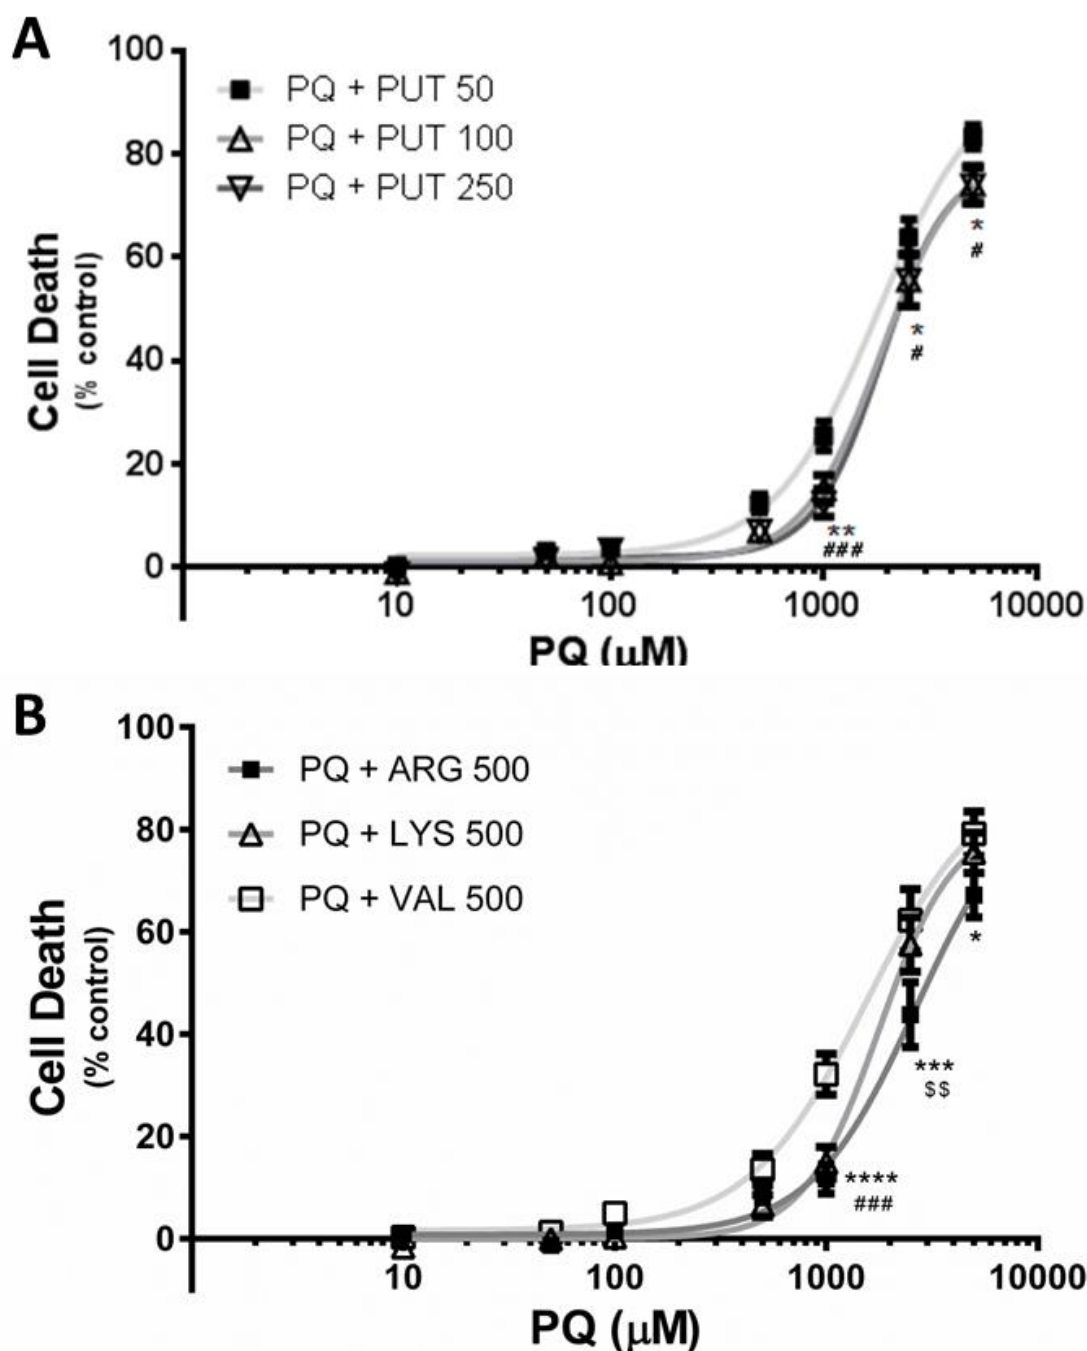 A
100
80
60
40
20
0
Cell Death
(% control)
PQ + PUT 50
PQ + PUT 100
PQ + PUT 250
*
#
*
#
**
###
10 100 1000 10000
PQ (µM)
B
100
80
60
40
20
0
Cell Death
(% control)
PQ + ARG 500
PQ + LYS 500
PQ + VAL 500
*
***
$$
****
###
10 100 1000 10000
PQ (µM)